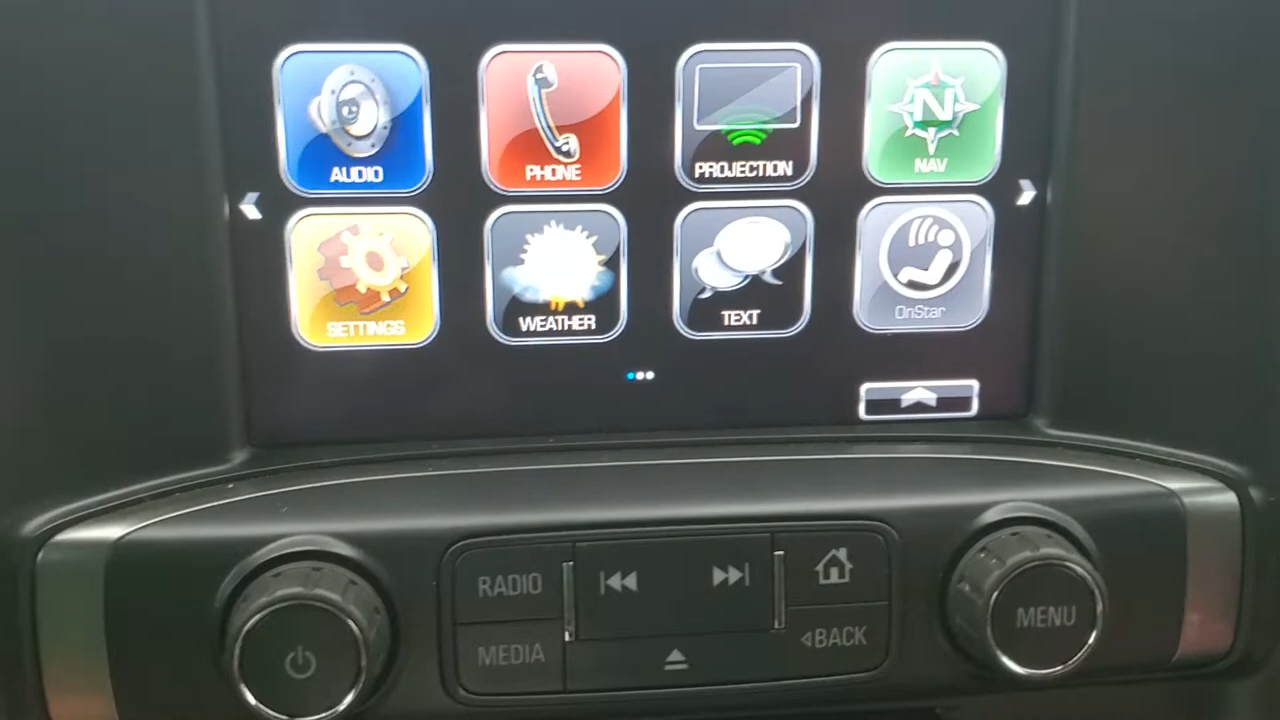 AUDIO
PHONE
PROJECTION
N
NAV
SETTINGS
WEATHER
TEXT
OnStar
RADIO
MEDIA
BACK
MENU